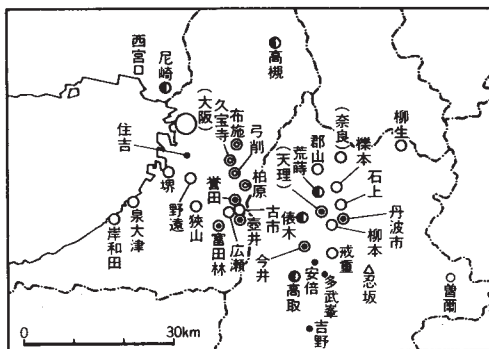 西宮
尼崎
高槻
(大阪)
久宝寺
布施
弓削
柏原
住吉
堺
野遠
狭山
誉田
富田林
広瀬
壺井
古市
泉大津
岸和田
(奈良)
郡山
荒蒔
(天理)
櫟本
石上
柳生
丹波市
柳本
俵本
戒重
今井
安倍
多武峯
忍坂
高取
吉野
曽爾
0
30km